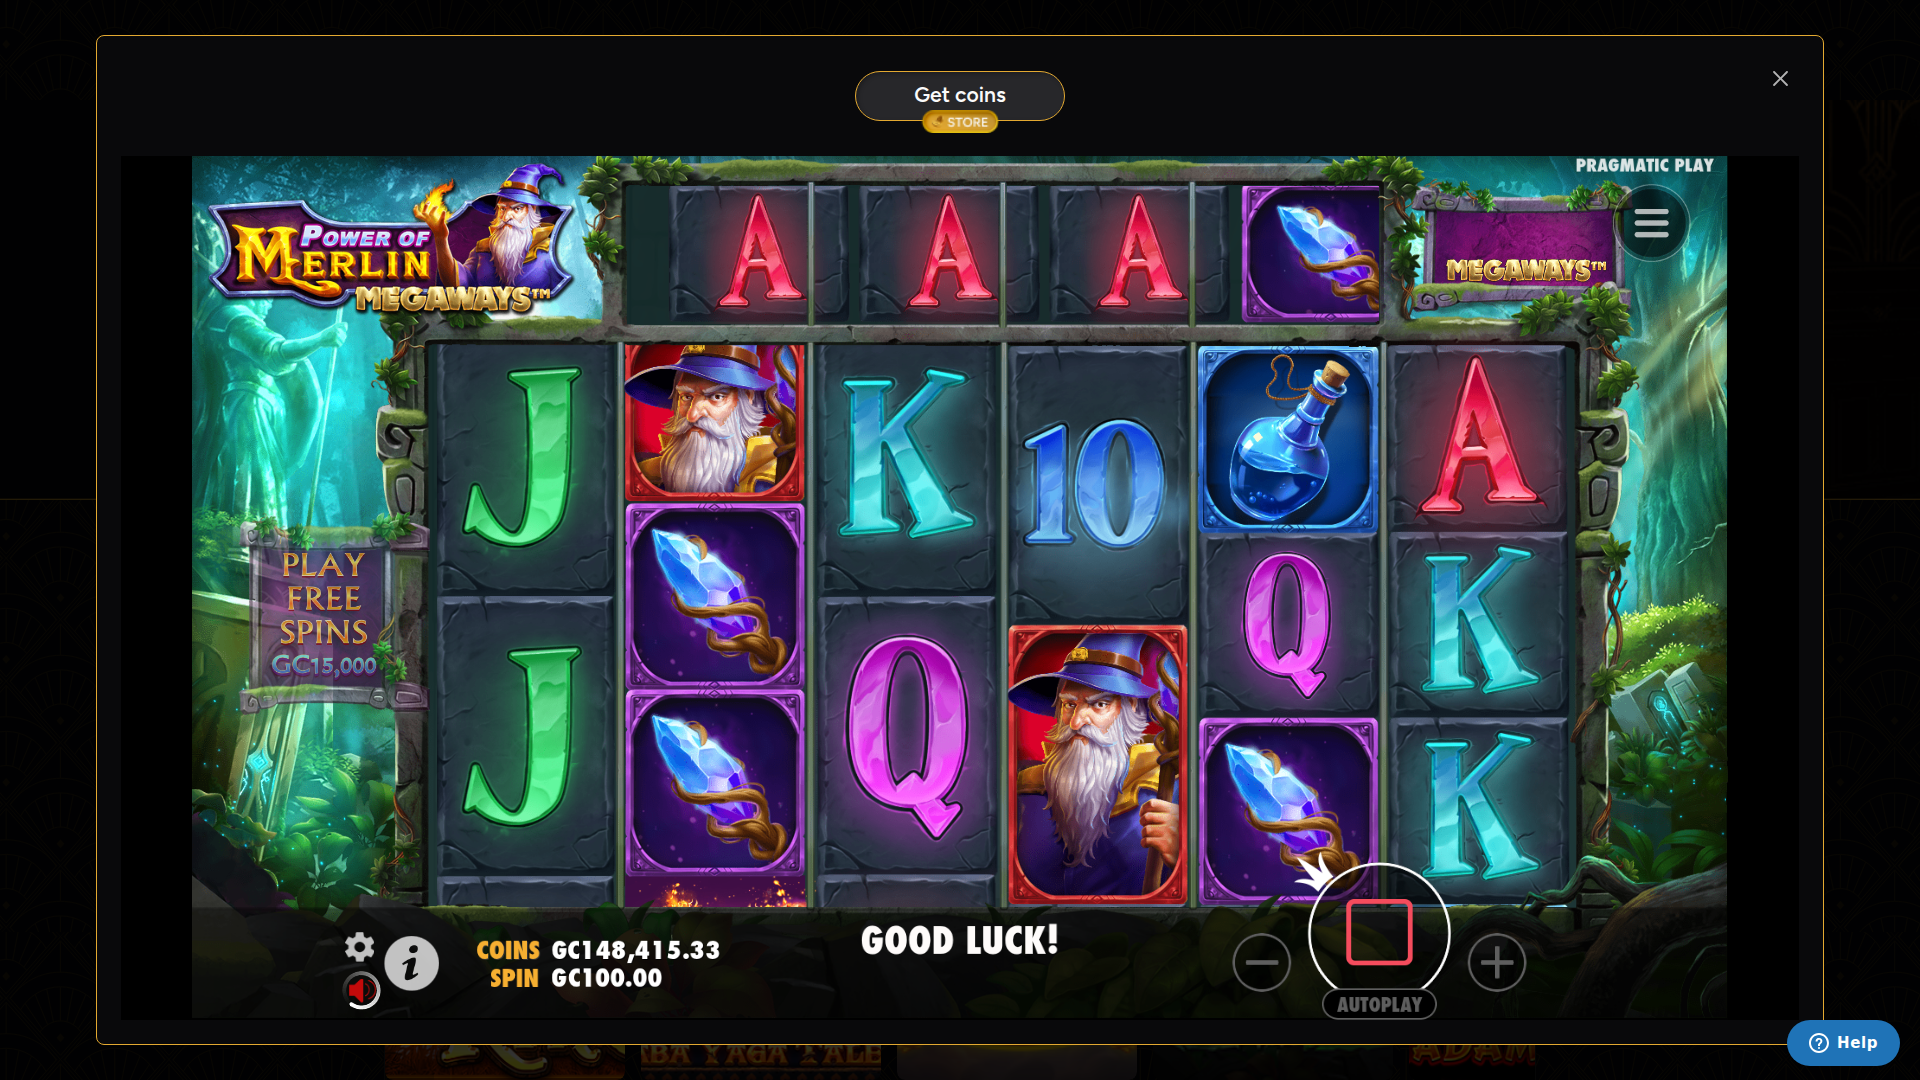 Get coins
STORE
PRAGMATIC PLAY
POWER OF
MERLIN
MEGAWAYS™
A A A
MEGAWAYS™
J K 10 A
Q K
J Q K
PLAY
FREE
SPINS
GC15,000
COINS GC148,415.33
SPIN GC100.00
GOOD LUCK!
AUTOPLAY
Help